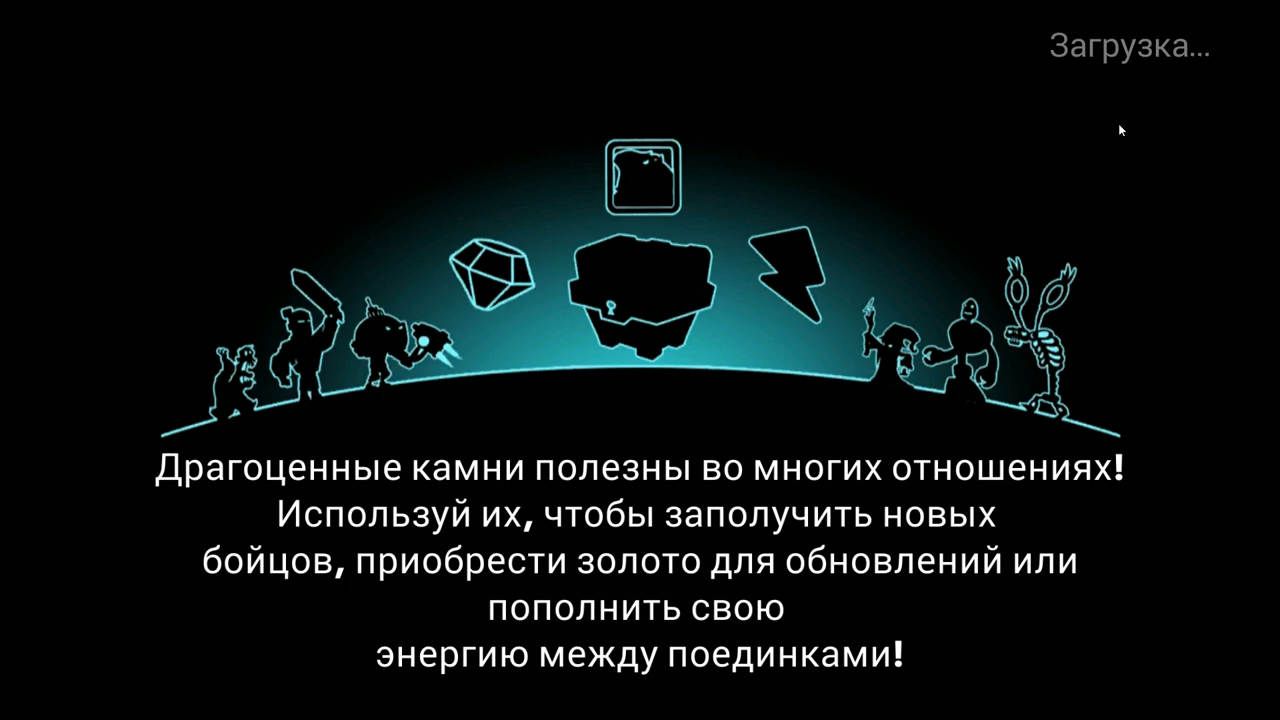 Загрузка...
Драгоценные камни полезны во многих отношениях!
Используй их, чтобы заполучить новых
бойцов, приобрести золото для обновлений или
пополнить свою
энергию между поединками!